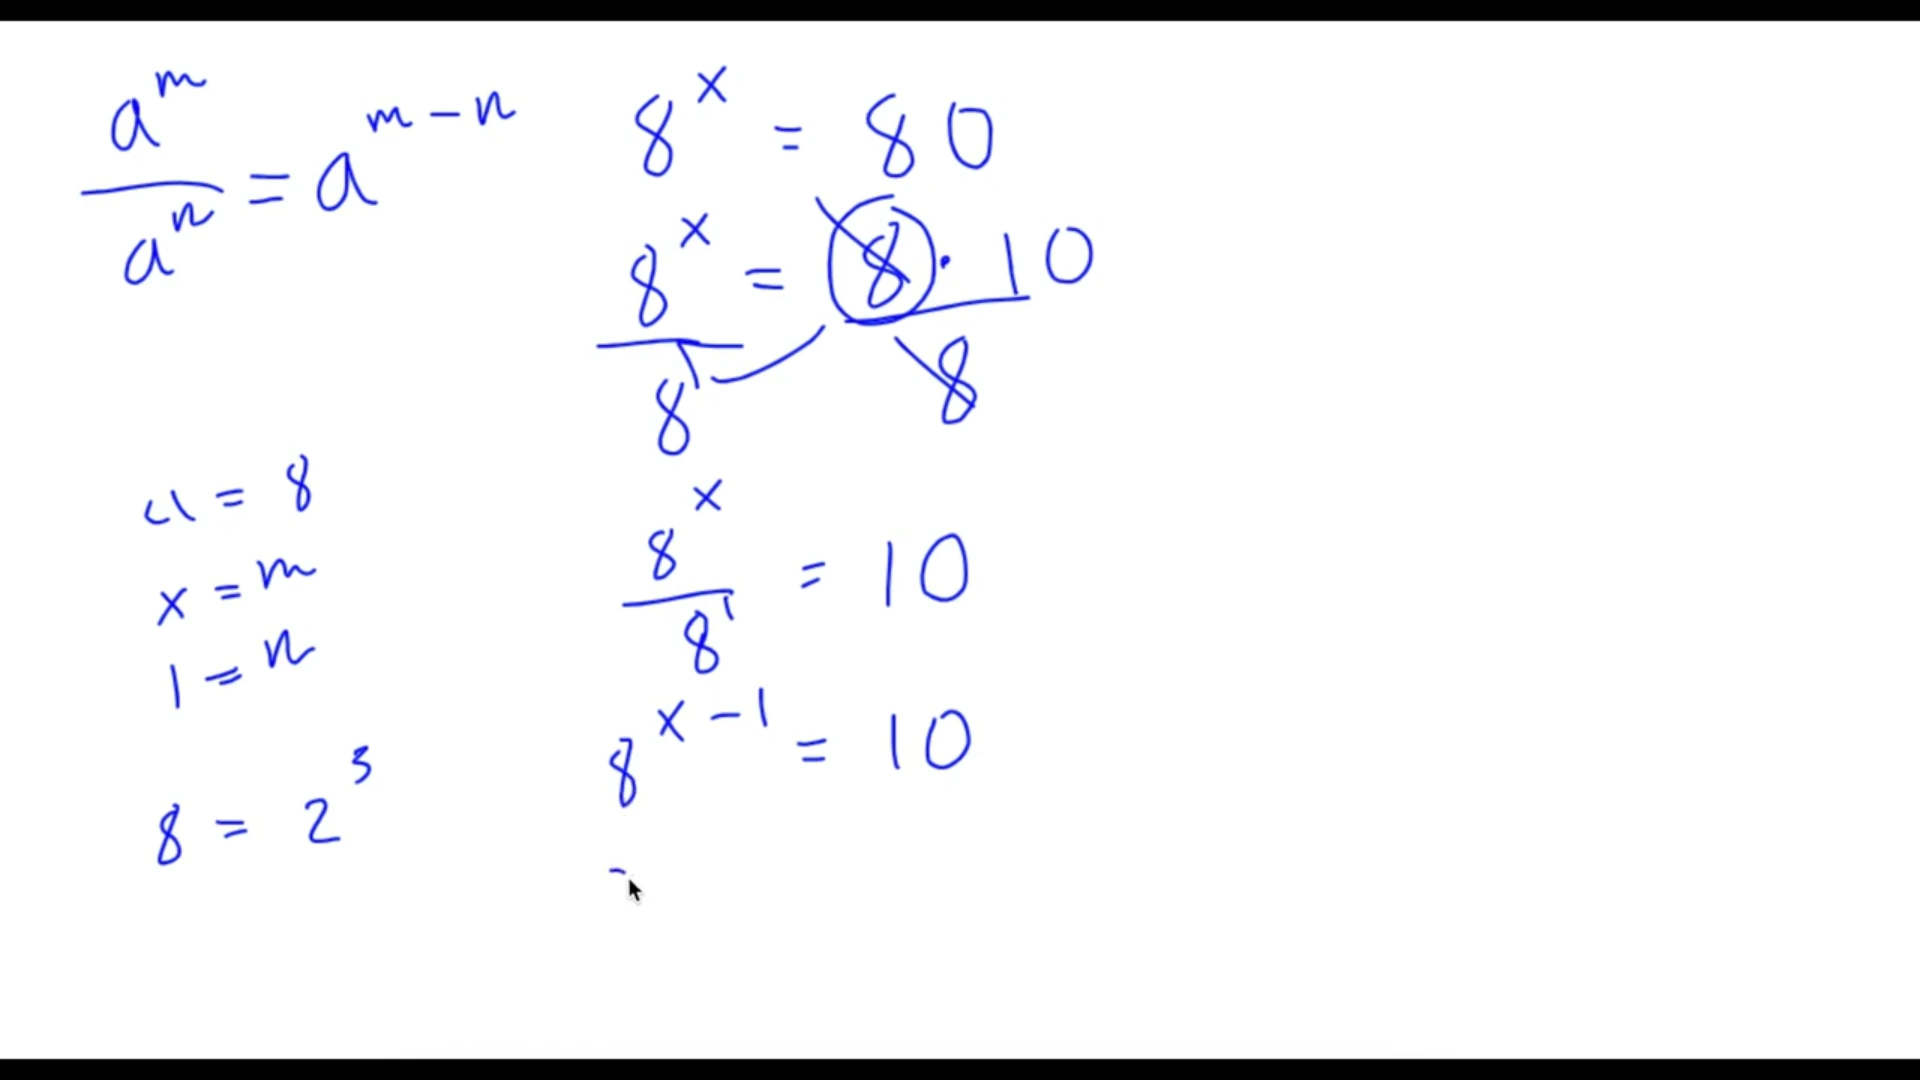 a^m / a^n = a^(m-n)
8^x = 80
8^x / 8^1 = 8 · 10 / 8
a = 8
x = m
1 = n
8^x / 8^1 = 10
8^(x-1) = 10
8 = 2^3